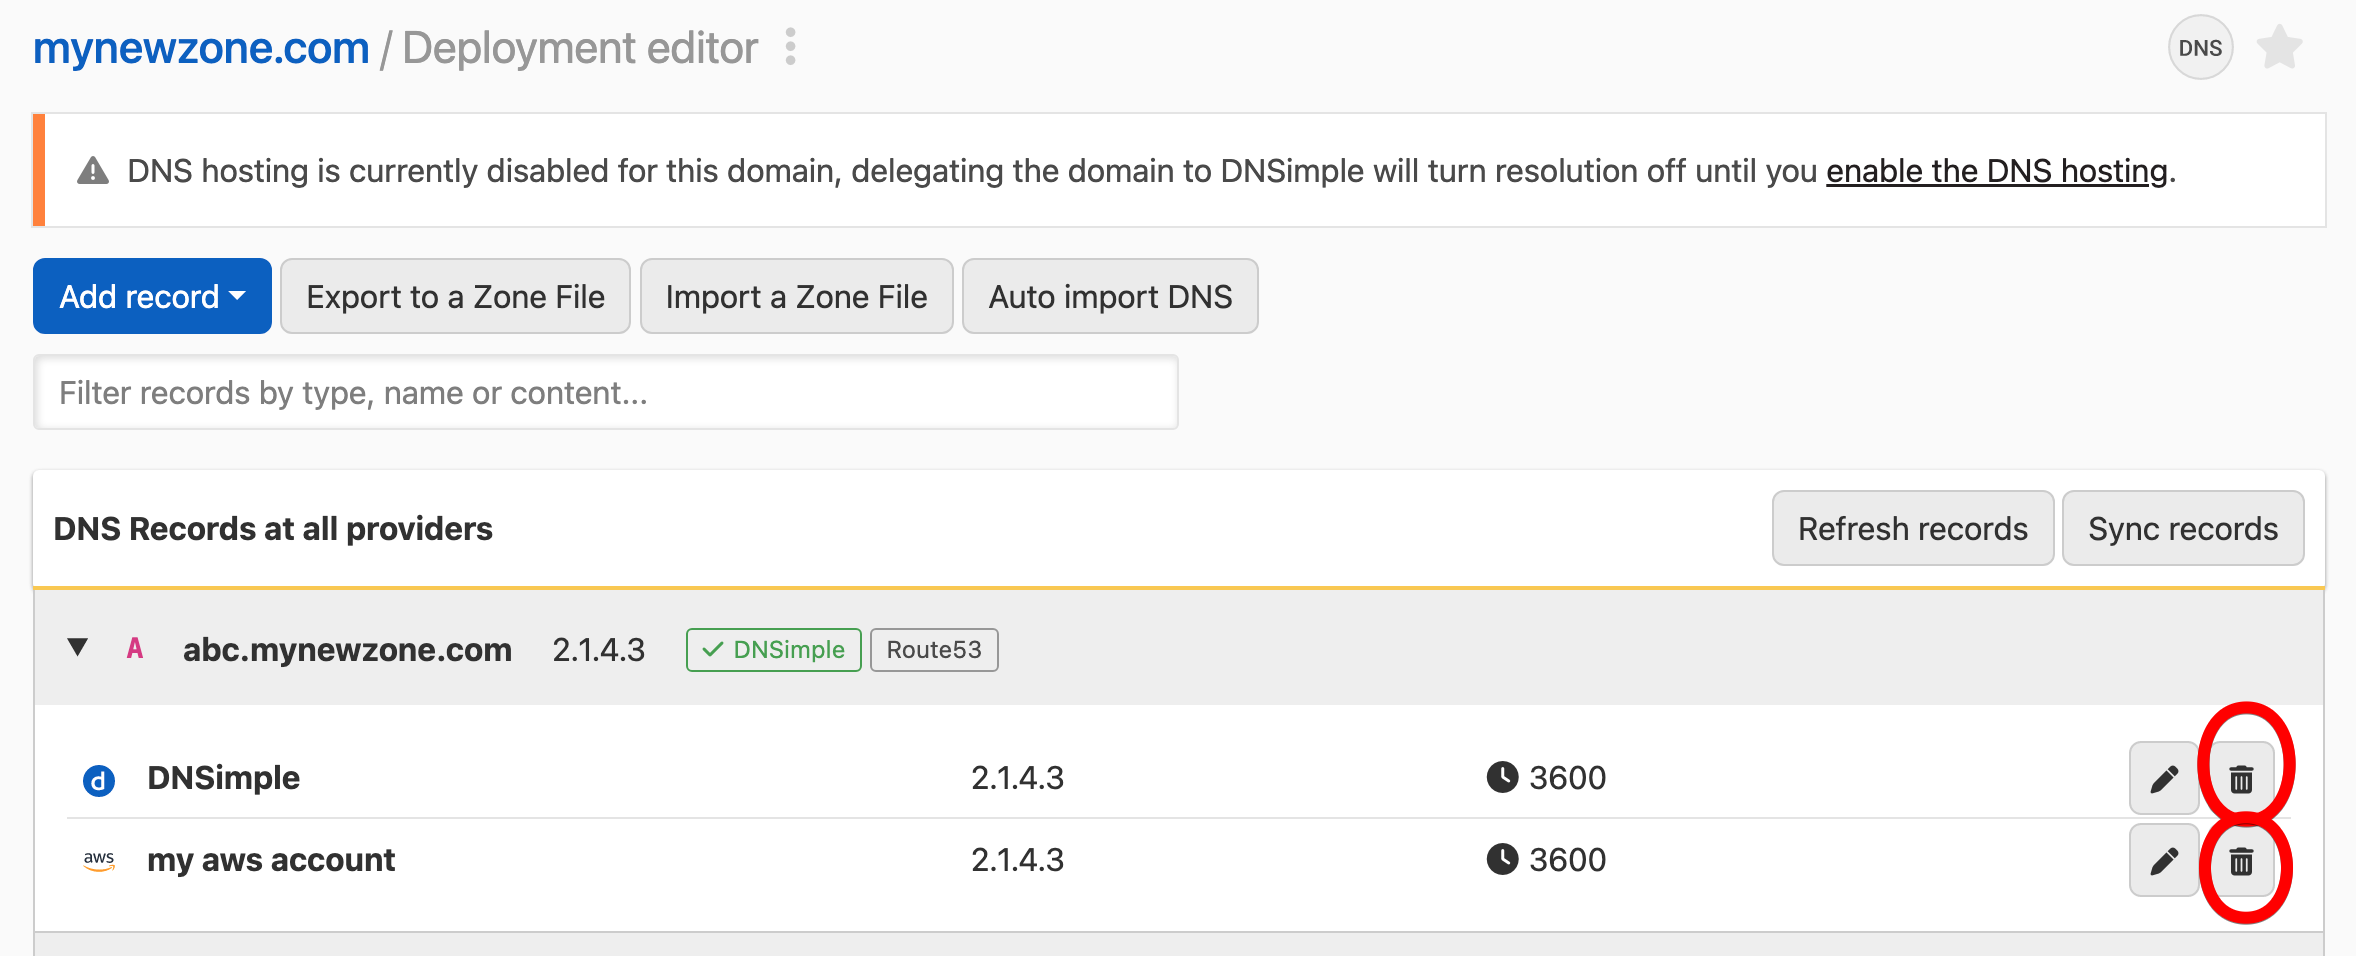 mynewzone.com / Deployment editor
DNS
DNS hosting is currently disabled for this domain, delegating the domain to DNSimple will turn resolution off until you enable the DNS hosting.
Add record
Export to a Zone File
Import a Zone File
Auto import DNS
Filter records by type, name or content...
DNS Records at all providers
Refresh records
Sync records
A abc.mynewzone.com 2.1.4.3 DNSimple Route53
d DNSimple 2.1.4.3 3600
aws my aws account 2.1.4.3 3600